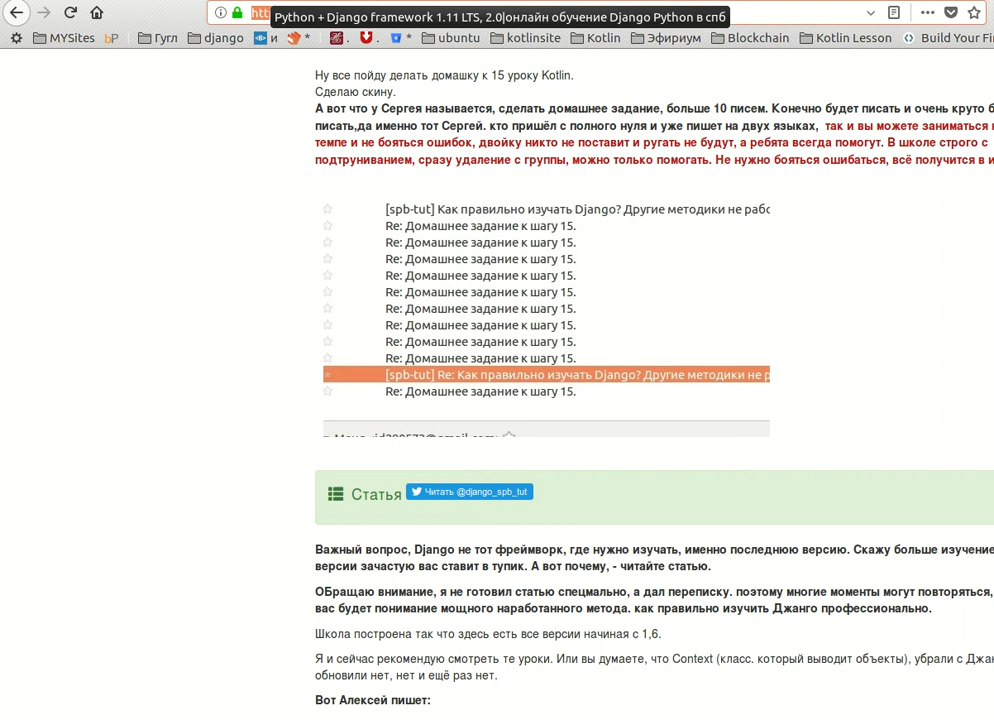 htt
Python + Django framework 1.11 LTS, 2.0|онлайн обучение Django Python в спб
MYSites bP Гугл django и * . . * ubuntu kotlinsite Kotlin Эфириум Blockchain Kotlin Lesson Build Your Fi
Ну все пойду делать домашку к 15 уроку Kotlin.
Сделаю скину.
А вот что у Сергея называется, сделать домашнее задание, больше 10 писем. Конечно будет писать и очень круто б
писать,да именно тот Сергей. кто пришёл с полного нуля и уже пишет на двух языках, так и вы можете заниматься
темпе и не бояться ошибок, двойку никто не поставит и ругать не будут, а ребята всегда помогут. В школе строго с
подтруниванием, сразу удаление с группы, можно только помогать. Не нужно бояться ошибаться, всё получится в и
[spb-tut] Как правильно изучать Django? Другие методики не рабо
Re: Домашнее задание к шагу 15.
Re: Домашнее задание к шагу 15.
Re: Домашнее задание к шагу 15.
Re: Домашнее задание к шагу 15.
Re: Домашнее задание к шагу 15.
Re: Домашнее задание к шагу 15.
Re: Домашнее задание к шагу 15.
Re: Домашнее задание к шагу 15.
Re: Домашнее задание к шагу 15.
[spb-tut] Re: Как правильно изучать Django? Другие методики не р
Re: Домашнее задание к шагу 15.
Статья Читать @django_spb_tut
Важный вопрос, Django не тот фреймворк, где нужно изучать, именно последнюю версию. Скажу больше изучение
версии зачастую вас ставит в тупик. А вот почему, - читайте статью.
ОБращаю внимание, я не готовил статью спецмально, а дал переписку. поэтому многие моменты могут повторяться,
вас будет понимание мощного наработанного метода. как правильно изучить Джанго профессионально.
Школа построена так что здесь есть все версии начиная с 1,6.
Я и сейчас рекомендую смотреть те уроки. Или вы думаете, что Context (класс. который выводит объекты), убрали с Джан
обновили нет, нет и ещё раз нет.
Вот Алексей пишет: